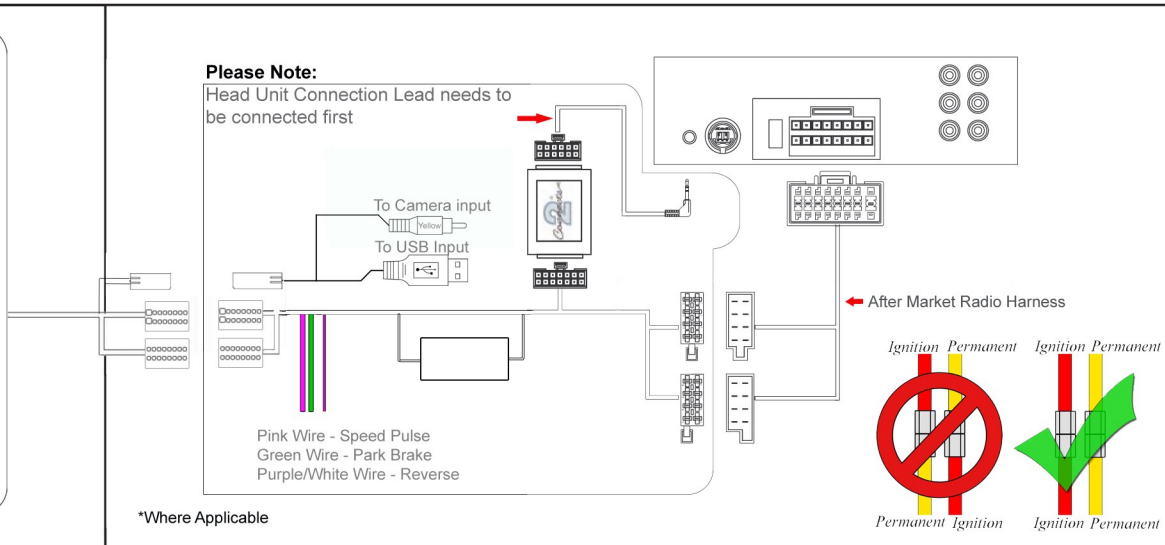 Please Note:
Head Unit Connection Lead needs to
be connected first
To Camera input
Yellow
To USB Input
Connects
2
After Market Radio Harness
Ignition Permanent
Ignition Permanent
Permanent Ignition
Ignition Permanent
Pink Wire - Speed Pulse
Green Wire - Park Brake
Purple/White Wire - Reverse
*Where Applicable